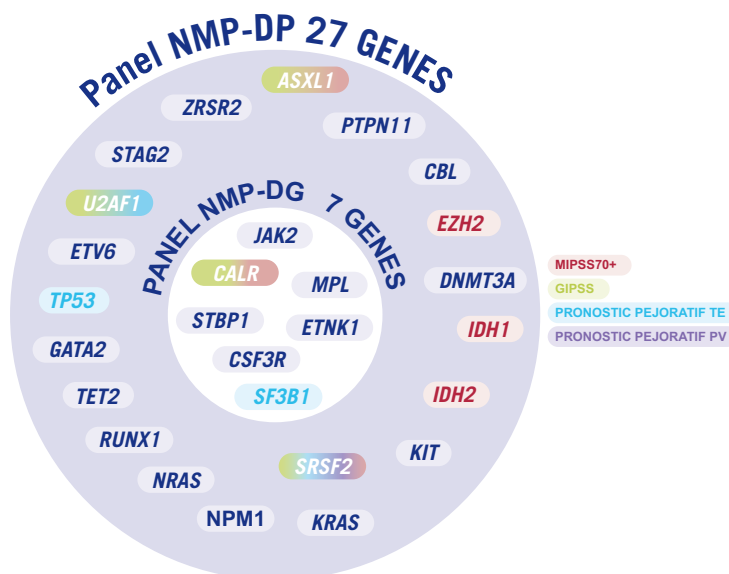 Panel NMP-DP 27 GENES
ASXL1
ZRSR2
PTPN11
STAG2
CBL
U2AF1
EZH2
ETV6
DNMT3A
TP53
IDH1
GATA2
TET2
IDH2
RUNX1
KIT
NRAS
SRSF2
NPM1
KRAS
PANEL NMP-DG 7 GENES
JAK2
CALR
MPL
STBP1
ETNK1
CSF3R
SF3B1
MIPSS70+
GIPSS
PRONOSTIC PEJORATIF TE
PRONOSTIC PEJORATIF PV